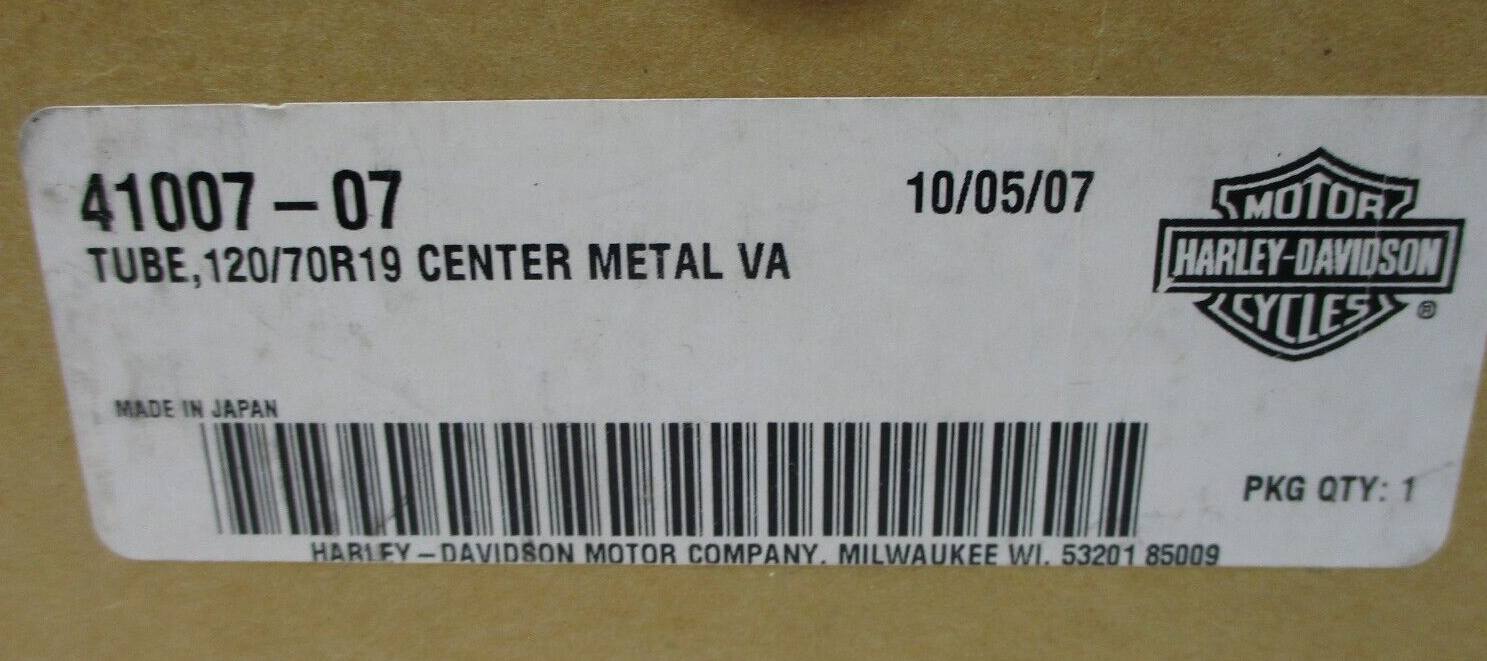 41007-07
10/05/07
TUBE,120/70R19 CENTER METAL VA
MOTOR
HARLEY-DAVIDSON
CYCLES
®
MADE IN JAPAN
PKG QTY: 1
HARLEY-DAVIDSON MOTOR COMPANY. MILWAUKEE WI. 53201 85009